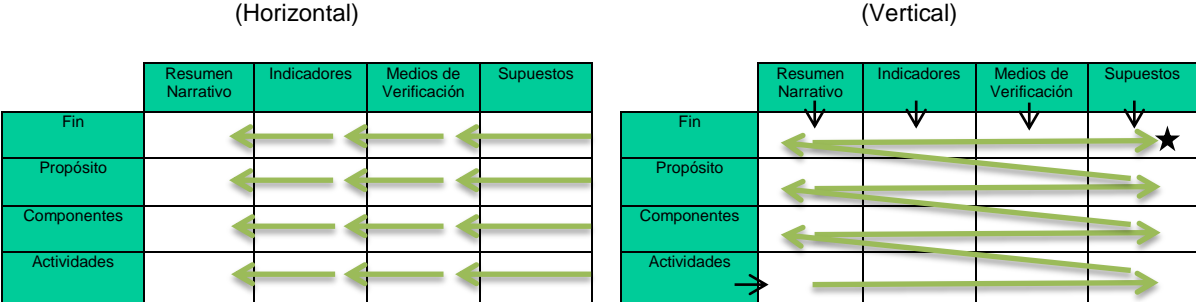 (Horizontal)
(Vertical)
Resumen
Narrativo
Indicadores
Medios de
Verificación
Supuestos
Fin
Propósito
Componentes
Actividades
Resumen
Narrativo
Indicadores
Medios de
Verificación
Supuestos
Fin
Propósito
Componentes
Actividades